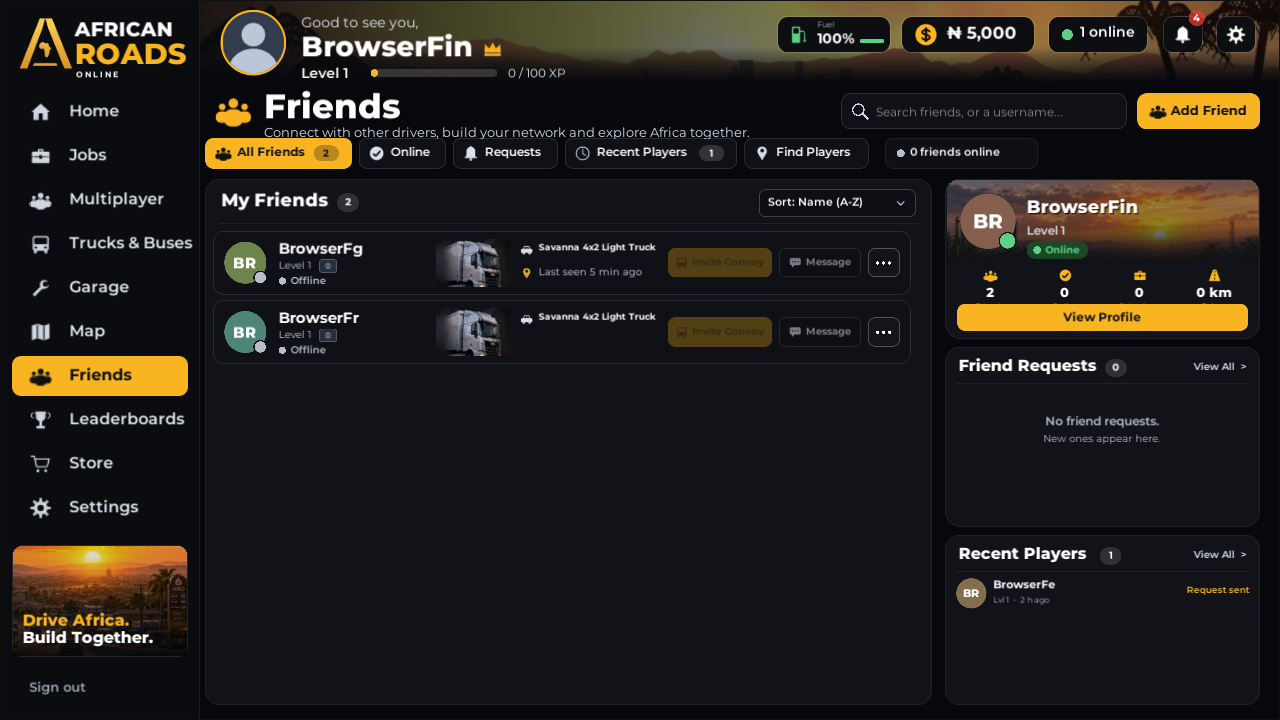 AFRICAN
ROADS
ONLINE
Home
Jobs
Multiplayer
Trucks & Buses
Garage
Map
Friends
Leaderboards
Store
Settings
Drive Africa.
Build Together.
Sign out
Good to see you,
BrowserFin
Level 1
0 / 100 XP
Fuel
100%
₦ 5,000
1 online
4
Friends
Connect with other drivers, build your network and explore Africa together.
Search friends, or a username...
Add Friend
All Friends 2
Online
Requests
Recent Players 1
Find Players
0 friends online
My Friends 2
Sort: Name (A-Z)
BR
BrowserFg
Level 1
Offline
Savanna 4x2 Light Truck
Last seen 5 min ago
Invite Convoy
Message
BR
BrowserFr
Level 1
Offline
Savanna 4x2 Light Truck
Invite Convoy
Message
BR
BrowserFin
Level 1
Online
2 0 0 0 km
View Profile
Friend Requests 0
View All >
No friend requests.
New ones appear here.
Recent Players 1
View All >
BR
BrowserFe
Lvl 1 · 2 h ago
Request sent